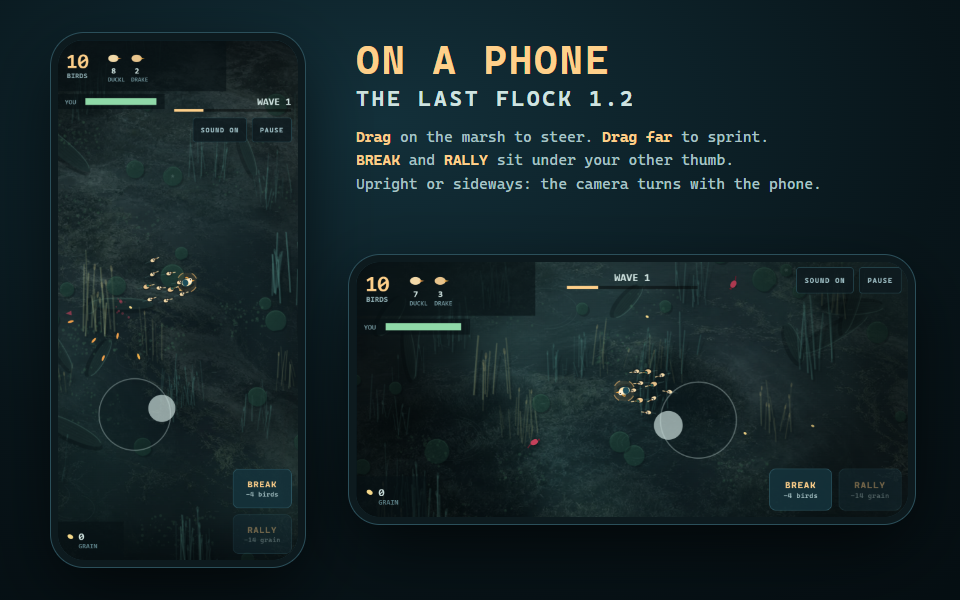 10
BIRDS
8 2
DUCKL DRAKE
YOU
WAVE 1
SOUND ON PAUSE
BREAK
−4 birds
RALLY
−14 grain
0
GRAIN
ON A PHONE
THE LAST FLOCK 1.2
Drag on the marsh to steer. Drag far to sprint.
BREAK and RALLY sit under your other thumb.
Upright or sideways: the camera turns with the phone.
10
BIRDS
7 3
DUCKL DRAKE
YOU
WAVE 1
SOUND ON PAUSE
0
GRAIN
BREAK RALLY
−4 birds −14 grain